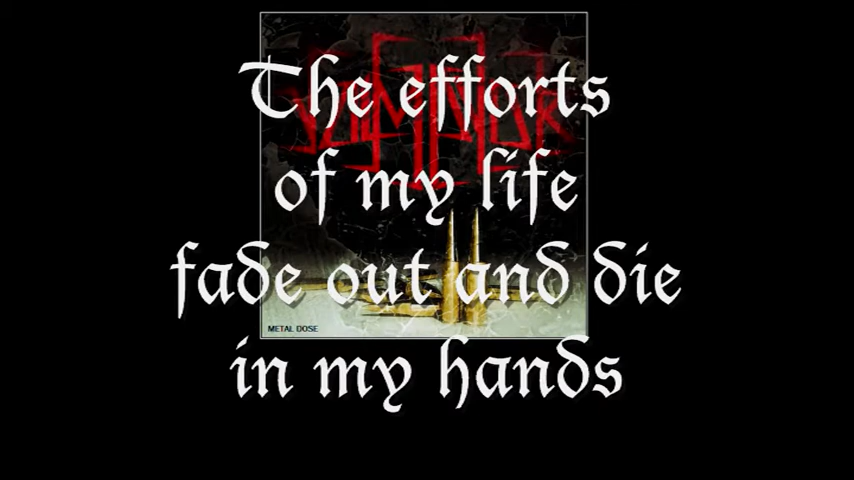 The efforts
of my life
fade out and die
METAL DOSE
in my hands